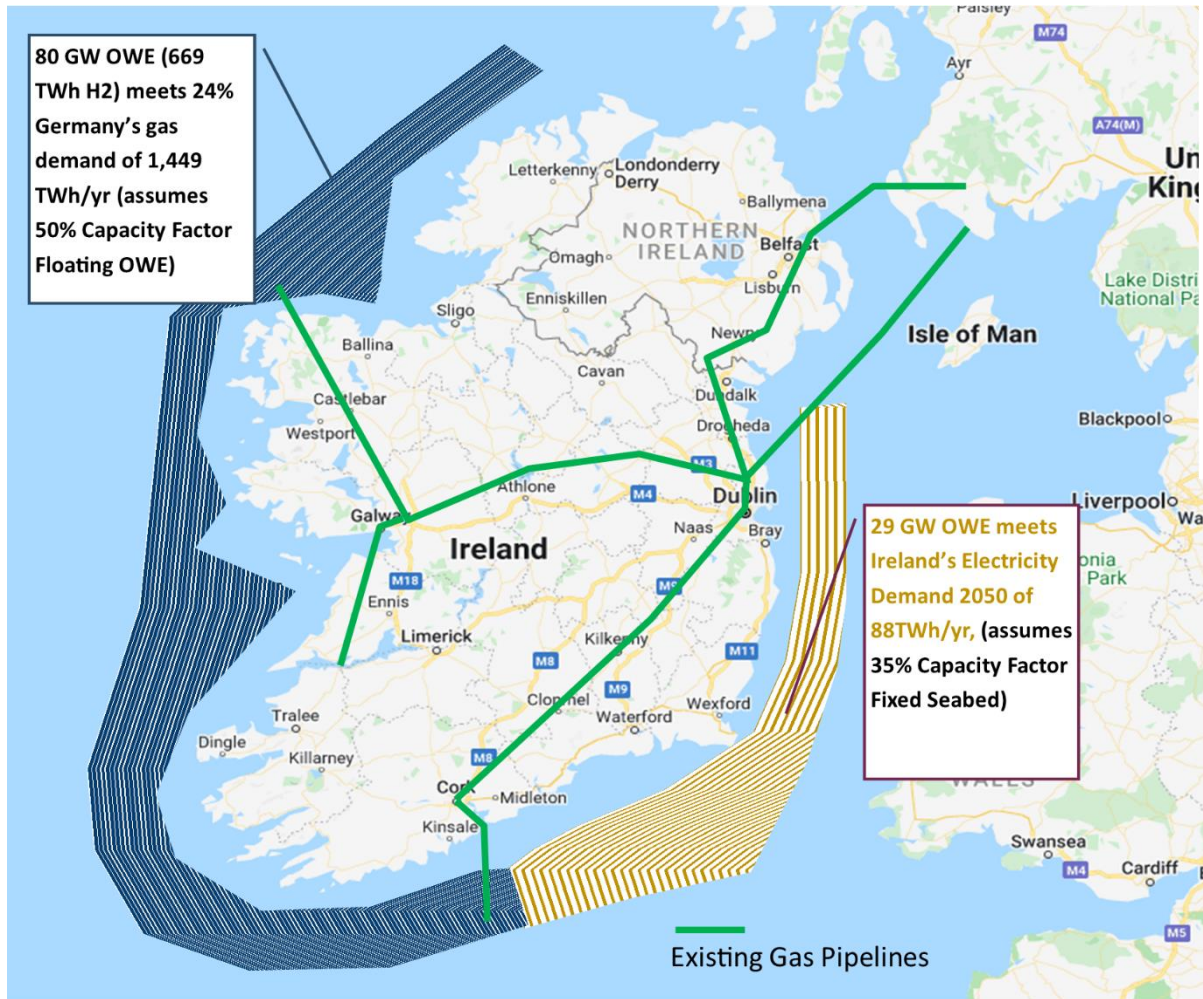 Paisley
M74
Ayr
80 GW OWE (669
TWh H2) meets 24%
Germany's gas
demand of 1,449
TWh/yr (assumes
50% Capacity Factor
Floating OWE)
A74(M)
Letterkenny
Londonderry
Derry
Ballymena
NORTHERN
IRELAND
Belfast
Omagh
Lisburn
Enniskillen
Sligo
Ballina
Cavan
Dundalk
Isle of Man
Lake Distri
National Pa
Castlebar
Westport
Drogheda
Blackpool
M3
Athlone
M4
Dublin
Galway
Naas
Bray
Liverpool
Ireland
M18
Ennis
Limerick
Kilkenny
M9
M11
M8
M9
Wexford
Waterford
Tralee
Dingle
Killarney
M8
Cork
Midleton
Kinsale
29 GW OWE meets
Ireland's Electricity
Demand 2050 of
88TWh/yr, (assumes
35% Capacity Factor
Fixed Seabed)
Park
WALES
Swansea
M4
Cardiff
M5
Existing Gas Pipelines